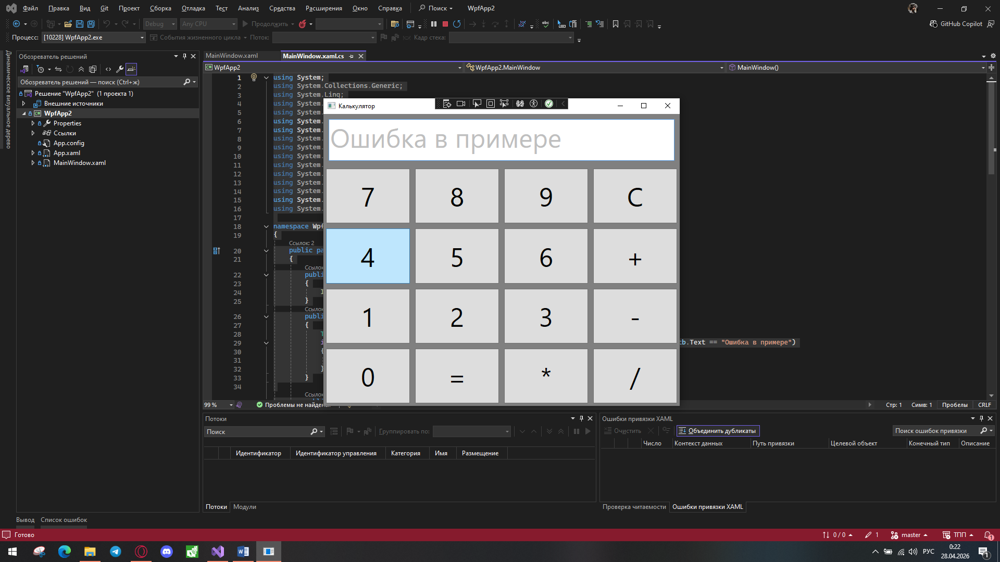 Файл Правка Вид Git Проект Сборка Отладка Тест Анализ Средства Расширения Окно Справка Поиск WpfApp2
Debug Any CPU Продолжить GitHub Copilot
Процесс: [10228] WpfApp2.exe События жизненного цикла Поток: Кадр стека:
Динамическое визуальное дерево
Обозреватель решений
Обозреватель решений — поиск (Ctrl+ж)
Решение "WpfApp2" (1 проекта 1)
Внешние источники
WpfApp2
Properties
Ссылки
App.config
App.xaml
MainWindow.xaml
MainWindow.xaml MainWindow.xaml.cs
WpfApp2 WpfApp2.MainWindow MainWindow()
1 using System;
2 using System.Collections.Generic;
3 using System.Linq;
4 using System.
5 using System.
6 using System.
7 using System.
8 using System.
9 using System.
10 using System.
11 using System.
12 using System.
13 using System.
14 using System.
15 using System.
16 using System.
17
18 namespace Wpf
19 {
Ссылок: 2
20 public pa
21 {
Ссылок
22 publi
23 {
24 I
25 }
Ссылок
26 publi
27 {
28 T
29 i tb.Text == "Ошибка в примере")
30 {
31
32 }
33 }
34
Ссылок
Калькулятор
Ошибка в примере
7 8 9 C
4 5 6 +
1 2 3 -
0 = * /
99 % Проблемы не найдены. Стр: 1 Симв: 1 Пробелы CRLF
Потоки
Поиск Группировать по:
Идентификатор Идентификатор управления Категория Имя Размещение
Потоки Модули
Ошибки привязки XAML
Очистить Объединить дубликаты Поиск ошибок привязки
Число Контекст данных Путь привязки Целевой объект Конечный тип Описание
Проверка читаемости Ошибки привязки XAML
Вывод Список ошибок
Готово 0 / 0 1 master ТПП 1
РУС 0:22
28.04.2026 1